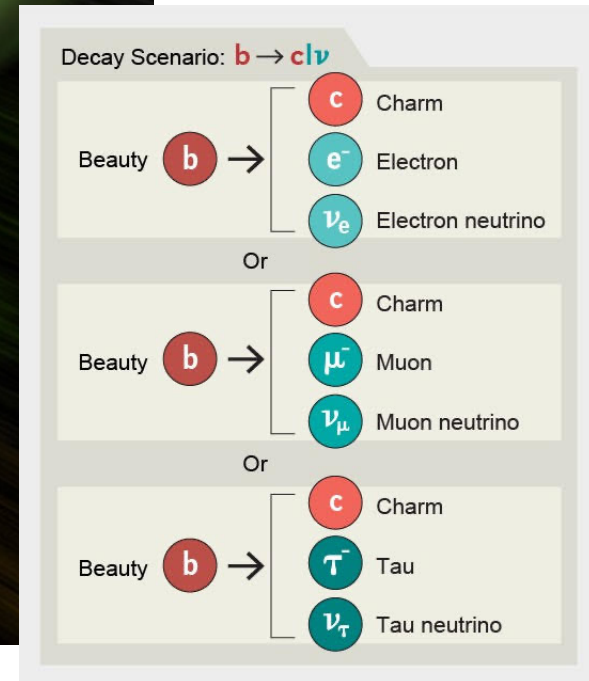 Decay Scenario: b → clν
c Charm
Beauty b → e⁻ Electron
νe Electron neutrino
Or
c Charm
Beauty b → μ⁻ Muon
νμ Muon neutrino
Or
c Charm
Beauty b → τ⁻ Tau
ντ Tau neutrino